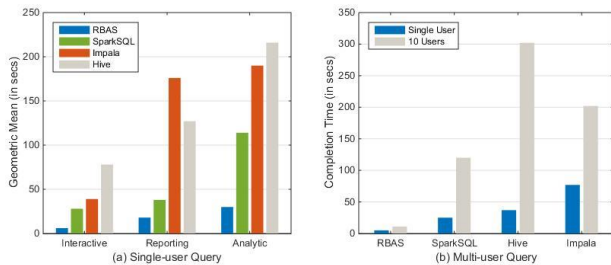 RBAS
SparkSQL
Impala
Hive
Geometric Mean (in secs)
250
200
150
100
50
0
Interactive Reporting Analytic
(a) Single-user Query
Single User
10 Users
Completion Time (in secs)
350
300
250
200
150
100
50
0
RBAS SparkSQL Hive Impala
(b) Multi-user Query